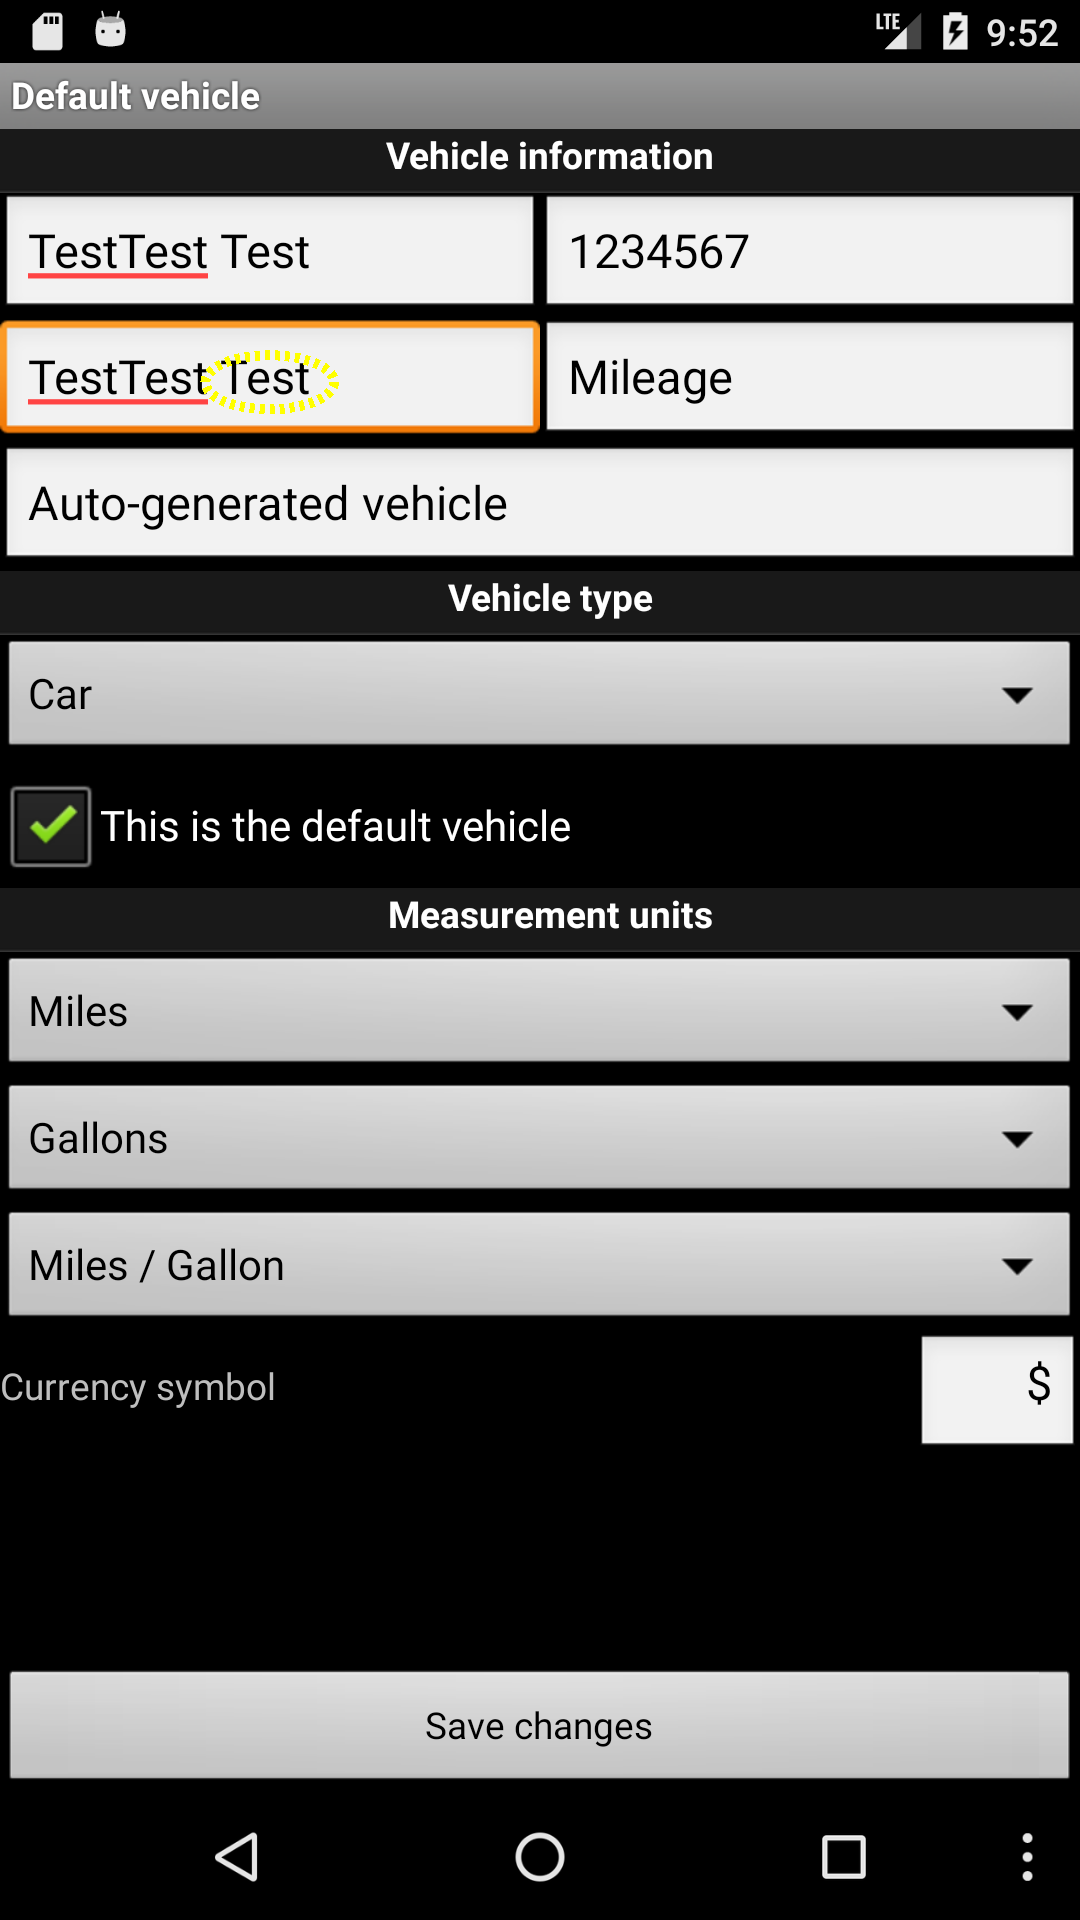 LTE 9:52
Default vehicle
Vehicle information
TestTest Test 1234567
TestTest Test Mileage
Auto-generated vehicle
Vehicle type
Car
This is the default vehicle
Measurement units
Miles
Gallons
Miles / Gallon
Currency symbol $
Save changes